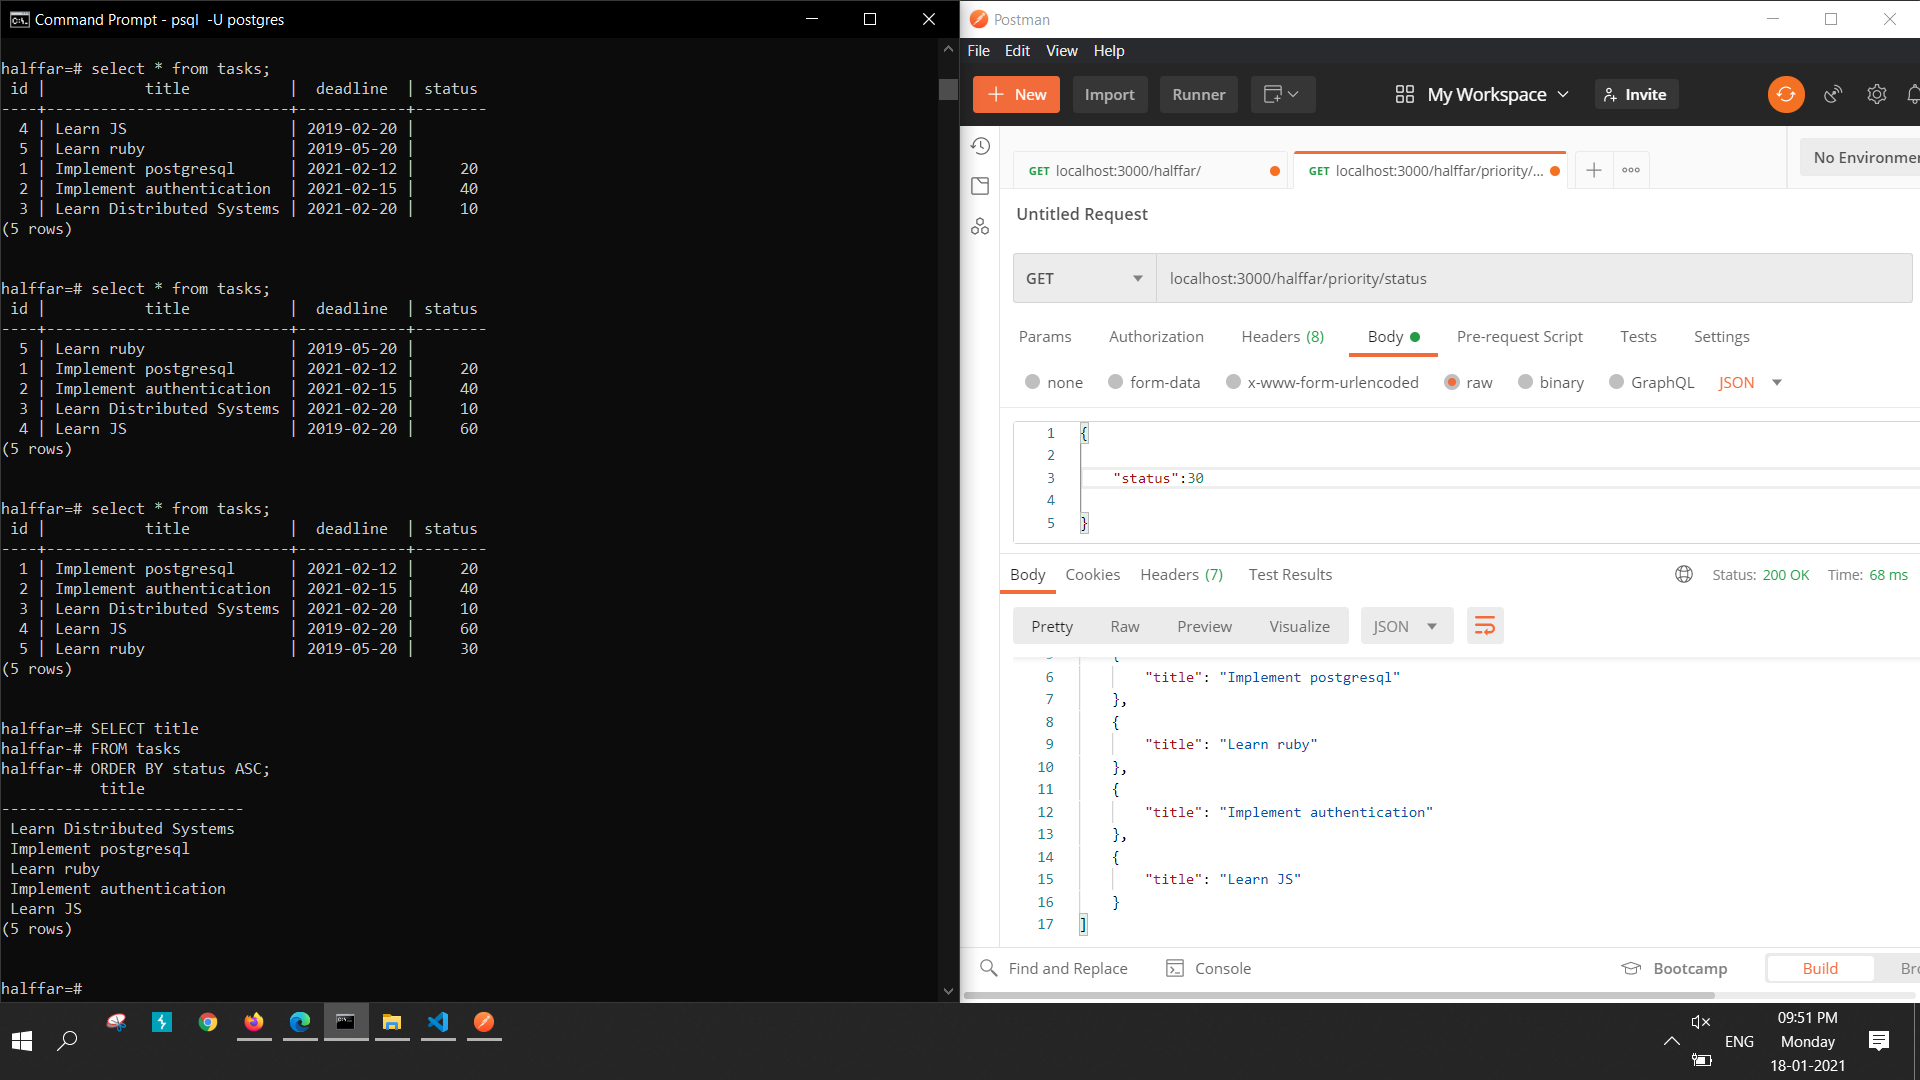 Command Prompt - psql  -U postgres
halffar=# select * from tasks;
 id |           title           |  deadline  | status
----+---------------------------+------------+--------
  4 | Learn JS                  | 2019-02-20 |
  5 | Learn ruby                | 2019-05-20 |
  1 | Implement postgresql      | 2021-02-12 |     20
  2 | Implement authentication  | 2021-02-15 |     40
  3 | Learn Distributed Systems | 2021-02-20 |     10
(5 rows)
halffar=# select * from tasks;
 id |           title           |  deadline  | status
----+---------------------------+------------+--------
  5 | Learn ruby                | 2019-05-20 |
  1 | Implement postgresql      | 2021-02-12 |     20
  2 | Implement authentication  | 2021-02-15 |     40
  3 | Learn Distributed Systems | 2021-02-20 |     10
  4 | Learn JS                  | 2019-02-20 |     60
(5 rows)
halffar=# select * from tasks;
 id |           title           |  deadline  | status
----+---------------------------+------------+--------
  1 | Implement postgresql      | 2021-02-12 |     20
  2 | Implement authentication  | 2021-02-15 |     40
  3 | Learn Distributed Systems | 2021-02-20 |     10
  4 | Learn JS                  | 2019-02-20 |     60
  5 | Learn ruby                | 2019-05-20 |     30
(5 rows)
halffar=# SELECT title
halffar-# FROM tasks
halffar-# ORDER BY status ASC;
           title
---------------------------
 Learn Distributed Systems
 Implement postgresql
 Learn ruby
 Implement authentication
 Learn JS
(5 rows)
halffar=#
Postman
File Edit View Help
New Import Runner My Workspace Invite
GET localhost:3000/halffar/ GET localhost:3000/halffar/priority/... No Environmen
Untitled Request
GET localhost:3000/halffar/priority/status
Params Authorization Headers (8) Body Pre-request Script Tests Settings
none form-data x-www-form-urlencoded raw binary GraphQL JSON
1 {
2
3     "status":30
4
5 }
Body Cookies Headers (7) Test Results Status: 200 OK Time: 68 ms
Pretty Raw Preview Visualize JSON
5     {
6         "title": "Implement postgresql"
7     },
8     {
9         "title": "Learn ruby"
10     },
11     {
12         "title": "Implement authentication"
13     },
14     {
15         "title": "Learn JS"
16     }
17 ]
Find and Replace Console Bootcamp Build Bro
09:51 PM
ENG Monday
18-01-2021